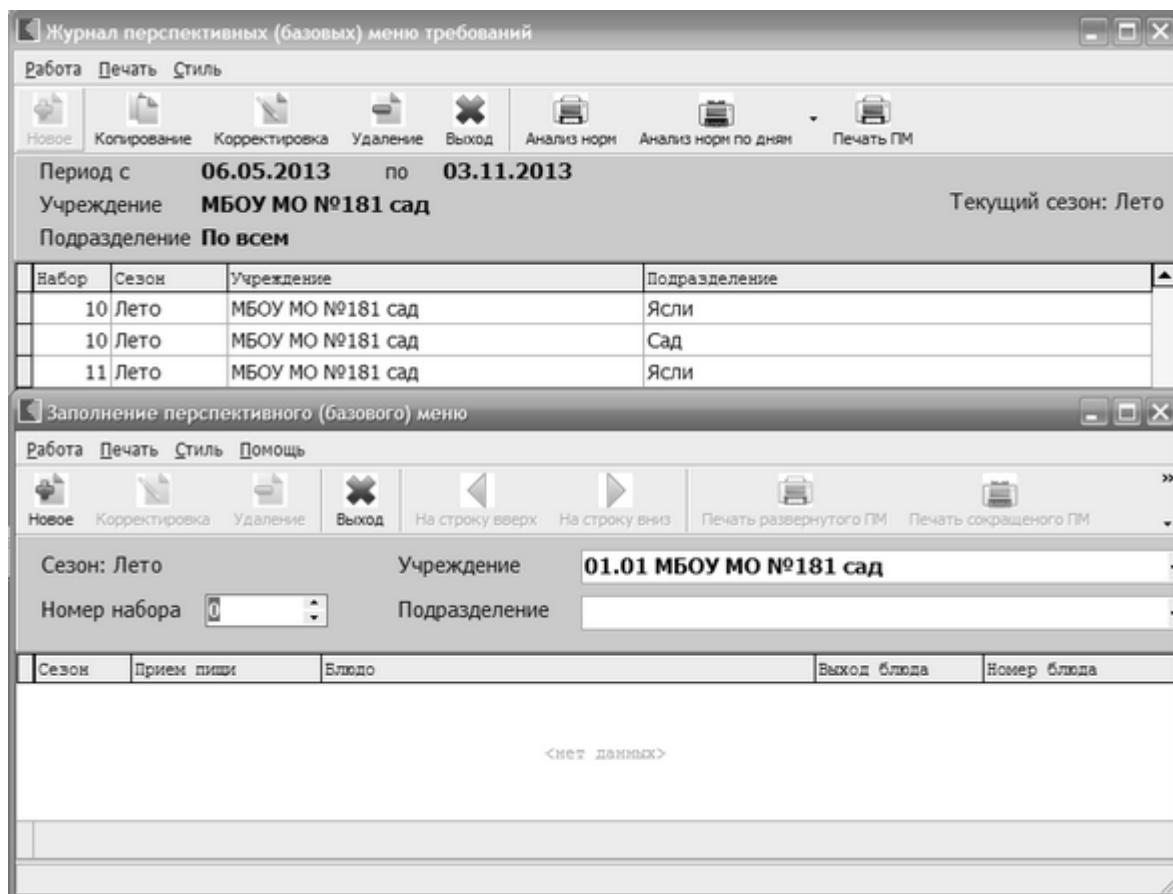 Журнал перспективных (базовых) меню требований
Работа Печать Стиль
Новое Копирование Корректировка Удаление Выход Анализ норм Анализ норм по дням Печать ПМ
Период с 06.05.2013 по 03.11.2013
Учреждение МБОУ МО №181 сад Текущий сезон: Лето
Подразделение По всем
Набор Сезон Учреждение Подразделение
10 Лето МБОУ МО №181 сад Ясли
10 Лето МБОУ МО №181 сад Сад
11 Лето МБОУ МО №181 сад Ясли
Заполнение перспективного (базового) меню
Работа Печать Стиль Помощь
Новое Корректировка Удаление Выход На строку вверх На строку вниз Печать развернутого ПМ Печать сокращеного ПМ »
Сезон: Лето Учреждение 01.01 МБОУ МО №181 сад
Номер набора 0 Подразделение
Сезон Прием пищи Блюдо Выход блюда Номер блюда
<нет данных>